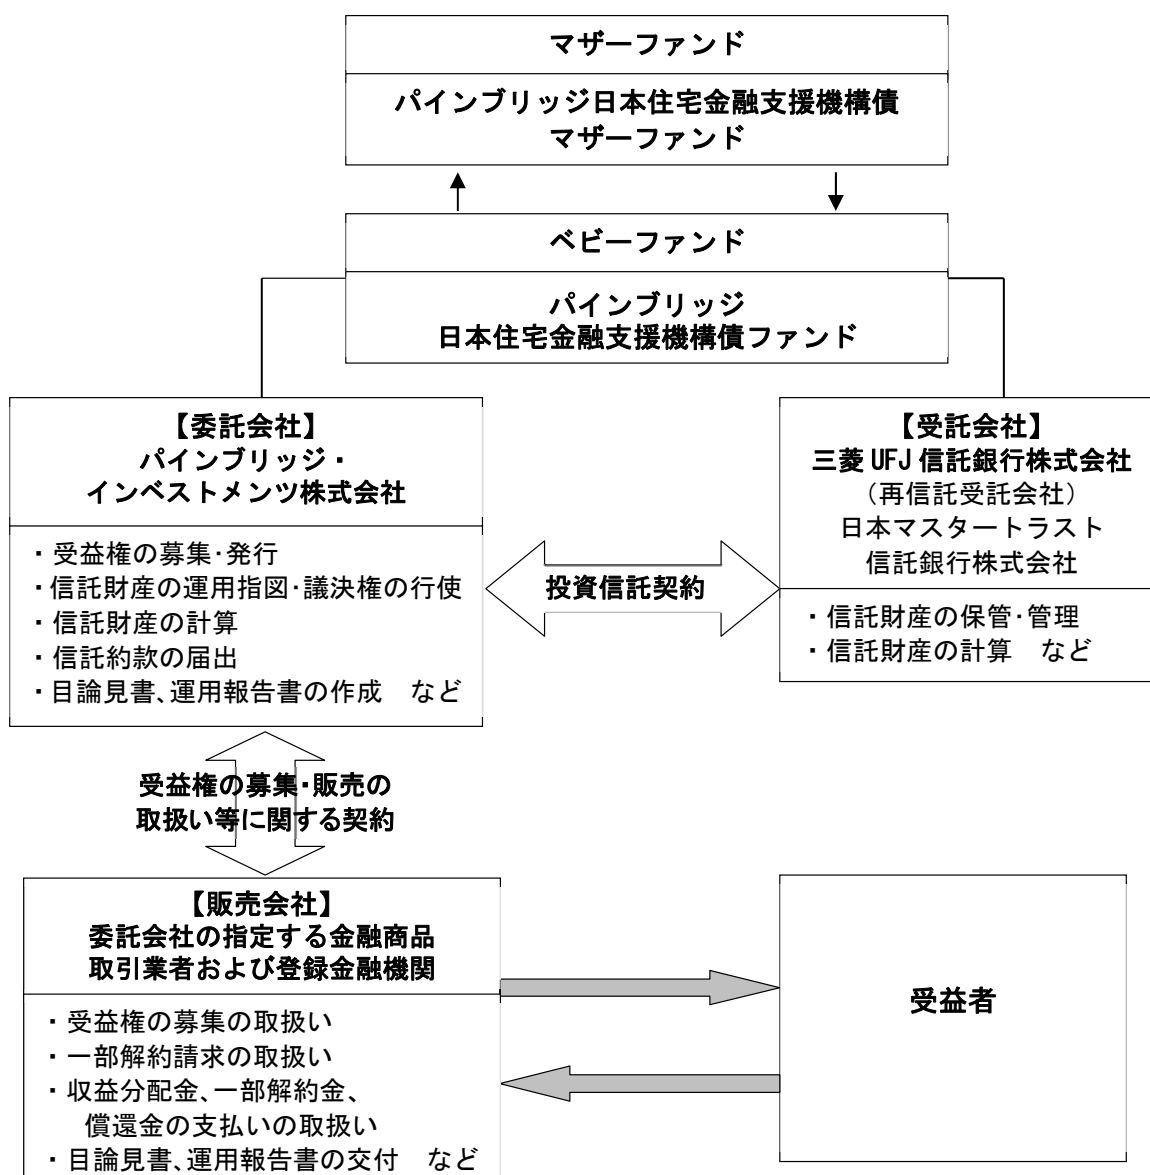 マザーファンド
パインブリッジ日本住宅金融支援機構債
マザーファンド
ベビーファンド
パインブリッジ
日本住宅金融支援機構債ファンド
【委託会社】
パインブリッジ・
インベストメンツ株式会社
・受益権の募集・発行
・信託財産の運用指図・議決権の行使
・信託財産の計算
・信託約款の届出
・目論見書、運用報告書の作成　など
投資信託契約
【受託会社】
三菱UFJ信託銀行株式会社
（再信託受託会社）
日本マスタートラスト
信託銀行株式会社
・信託財産の保管・管理
・信託財産の計算　など
受益権の募集・販売の
取扱い等に関する契約
【販売会社】
委託会社の指定する金融商品
取引業者および登録金融機関
・受益権の募集の取扱い
・一部解約請求の取扱い
・収益分配金、一部解約金、
償還金の支払いの取扱い
・目論見書、運用報告書の交付　など
受益者